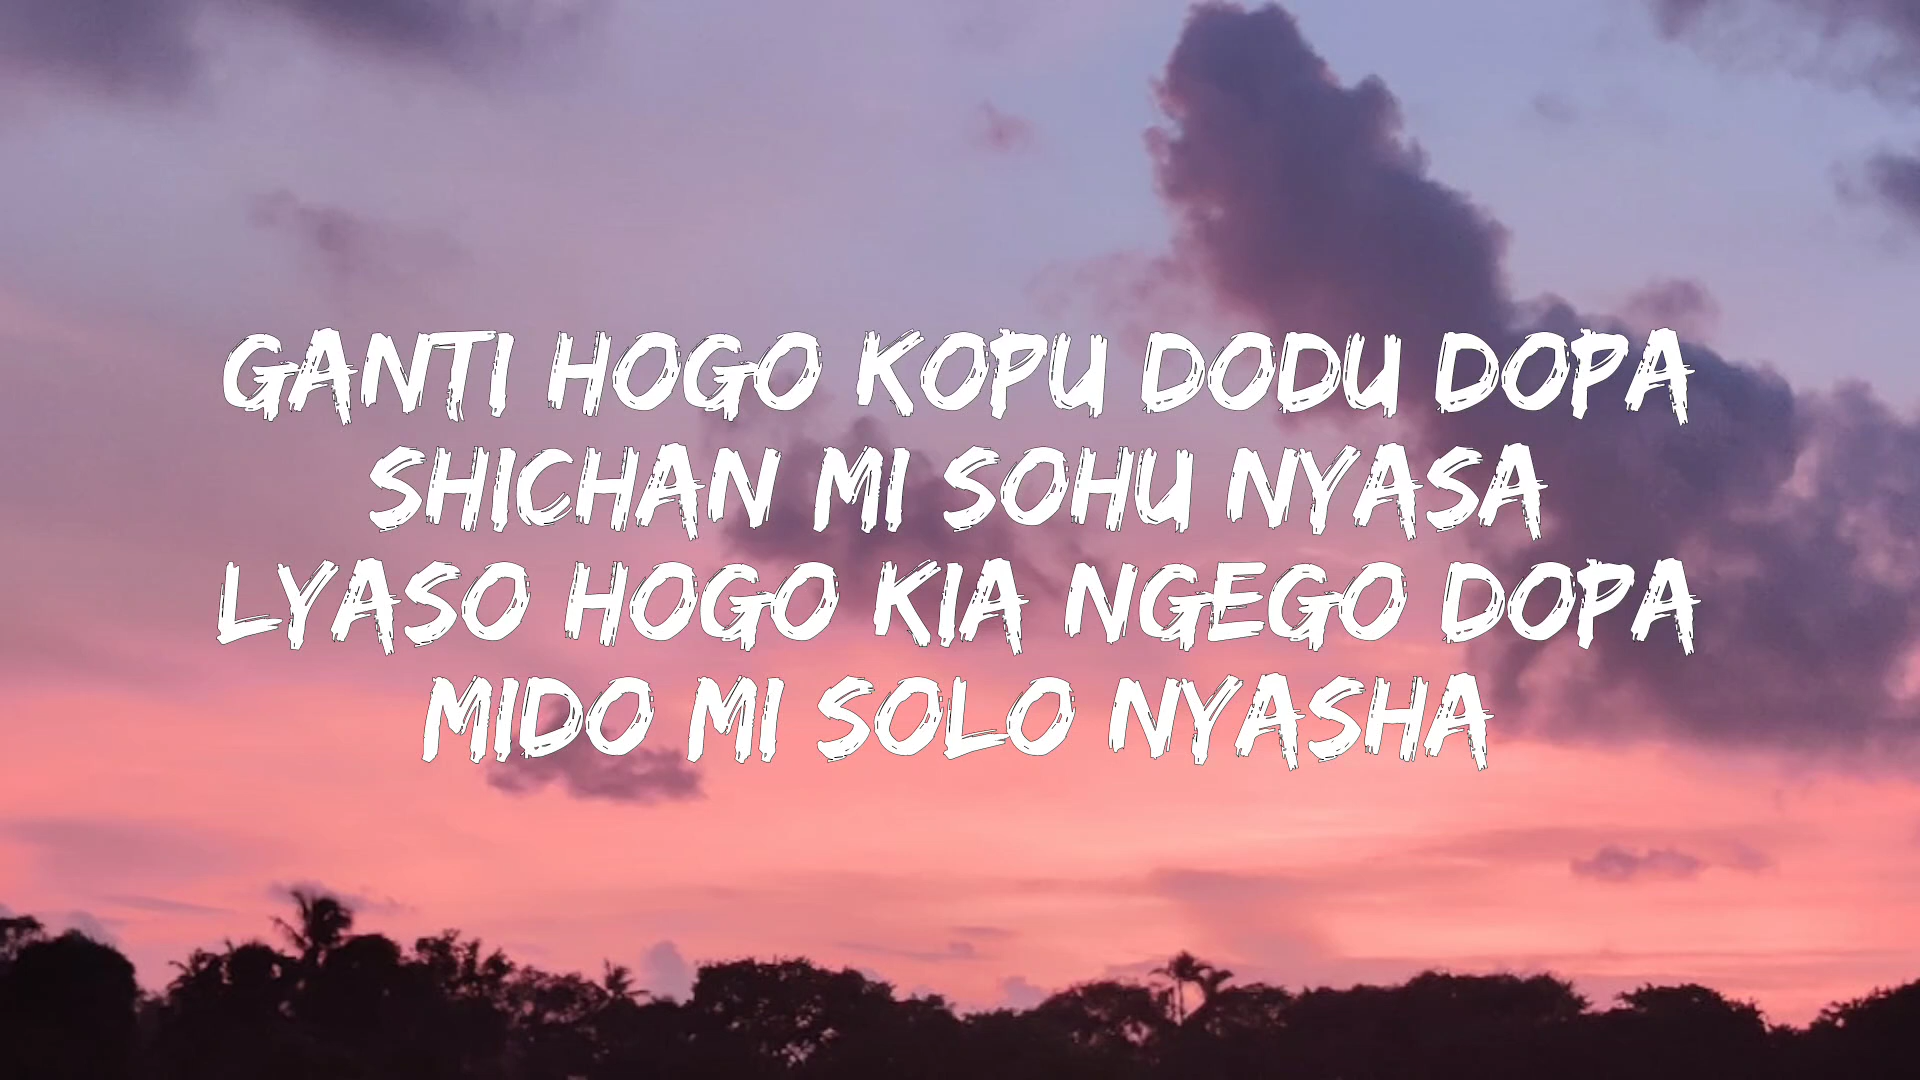 GANTI HOGO KOPU DODU DOPA
SHICHAN MI SOHU NYASA
LYASO HOGO KIA NGEGO DOPA
MIDO MI SOLO NYASHA